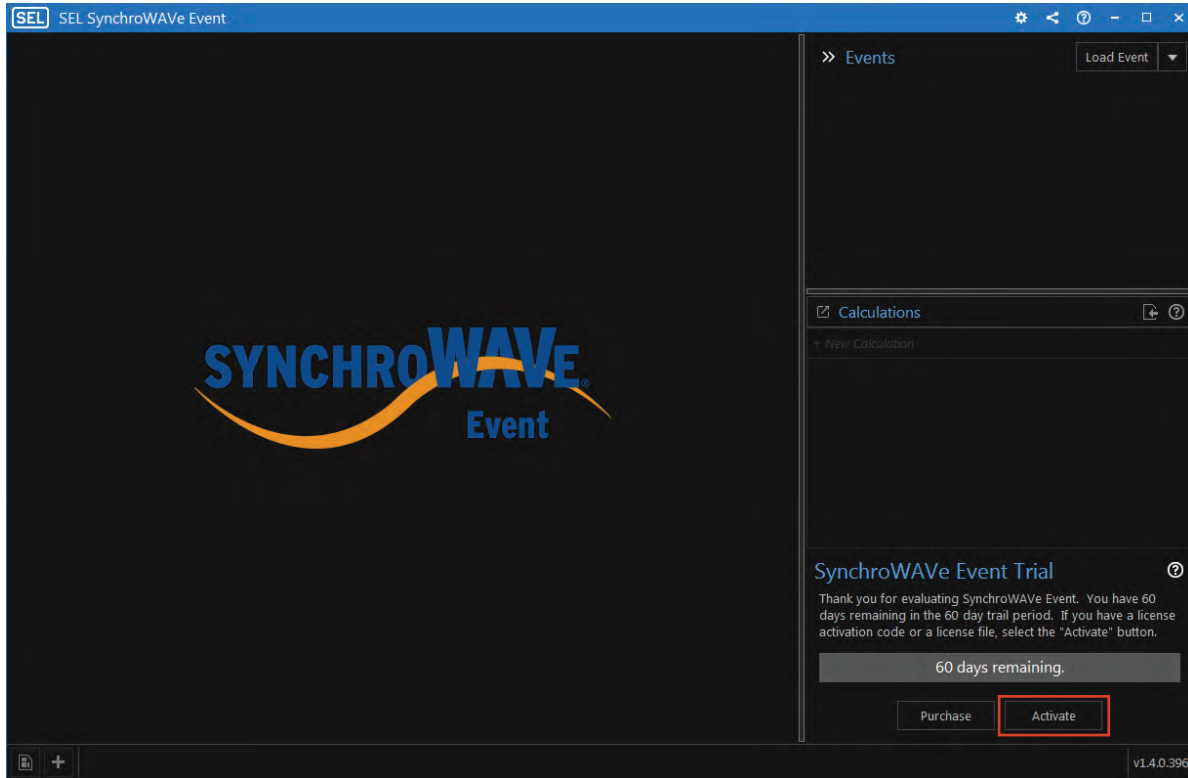 SEL SEL SynchroWAVe Event
Events
Load Event
SYNCHROWAVE®
Event
Calculations
+ New Calculation
SynchroWAVe Event Trial
Thank you for evaluating SynchroWAVe Event. You have 60
days remaining in the 60 day trail period. If you have a license
activation code or a license file, select the "Activate" button.
60 days remaining.
Purchase
Activate
v1.4.0.396